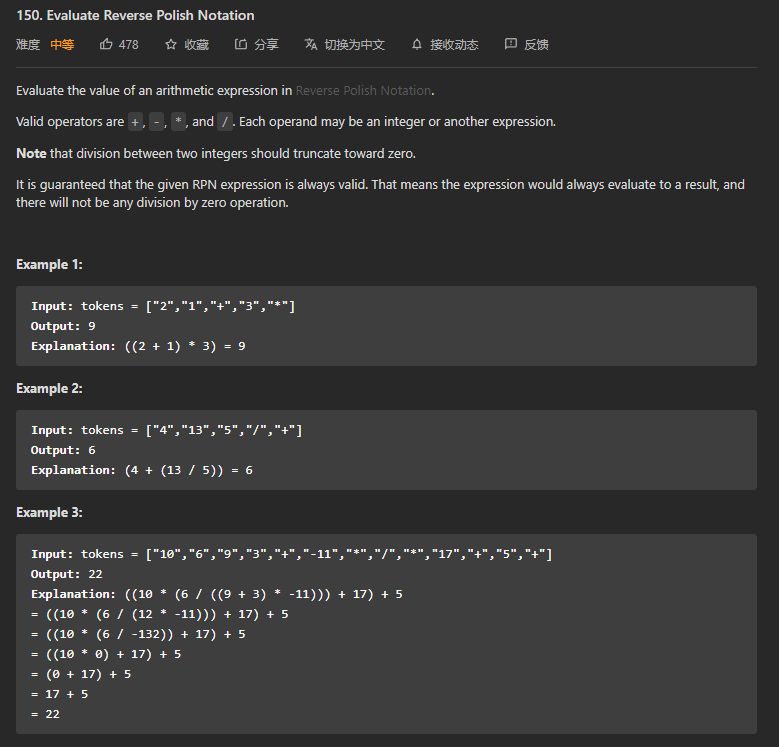 150. Evaluate Reverse Polish Notation
难度 中等 478 收藏 分享 切换为中文 接收动态 反馈
Evaluate the value of an arithmetic expression in Reverse Polish Notation.
Valid operators are +, -, *, and /. Each operand may be an integer or another expression.
Note that division between two integers should truncate toward zero.
It is guaranteed that the given RPN expression is always valid. That means the expression would always evaluate to a result, and
there will not be any division by zero operation.
Example 1:
Input: tokens = ["2","1","+","3","*"]
Output: 9
Explanation: ((2 + 1) * 3) = 9
Example 2:
Input: tokens = ["4","13","5","/","+"]
Output: 6
Explanation: (4 + (13 / 5)) = 6
Example 3:
Input: tokens = ["10","6","9","3","+","-11","*","/","*","17","+","5","+"]
Output: 22
Explanation: ((10 * (6 / ((9 + 3) * -11))) + 17) + 5
= ((10 * (6 / (12 * -11))) + 17) + 5
= ((10 * (6 / -132)) + 17) + 5
= ((10 * 0) + 17) + 5
= (0 + 17) + 5
= 17 + 5
= 22